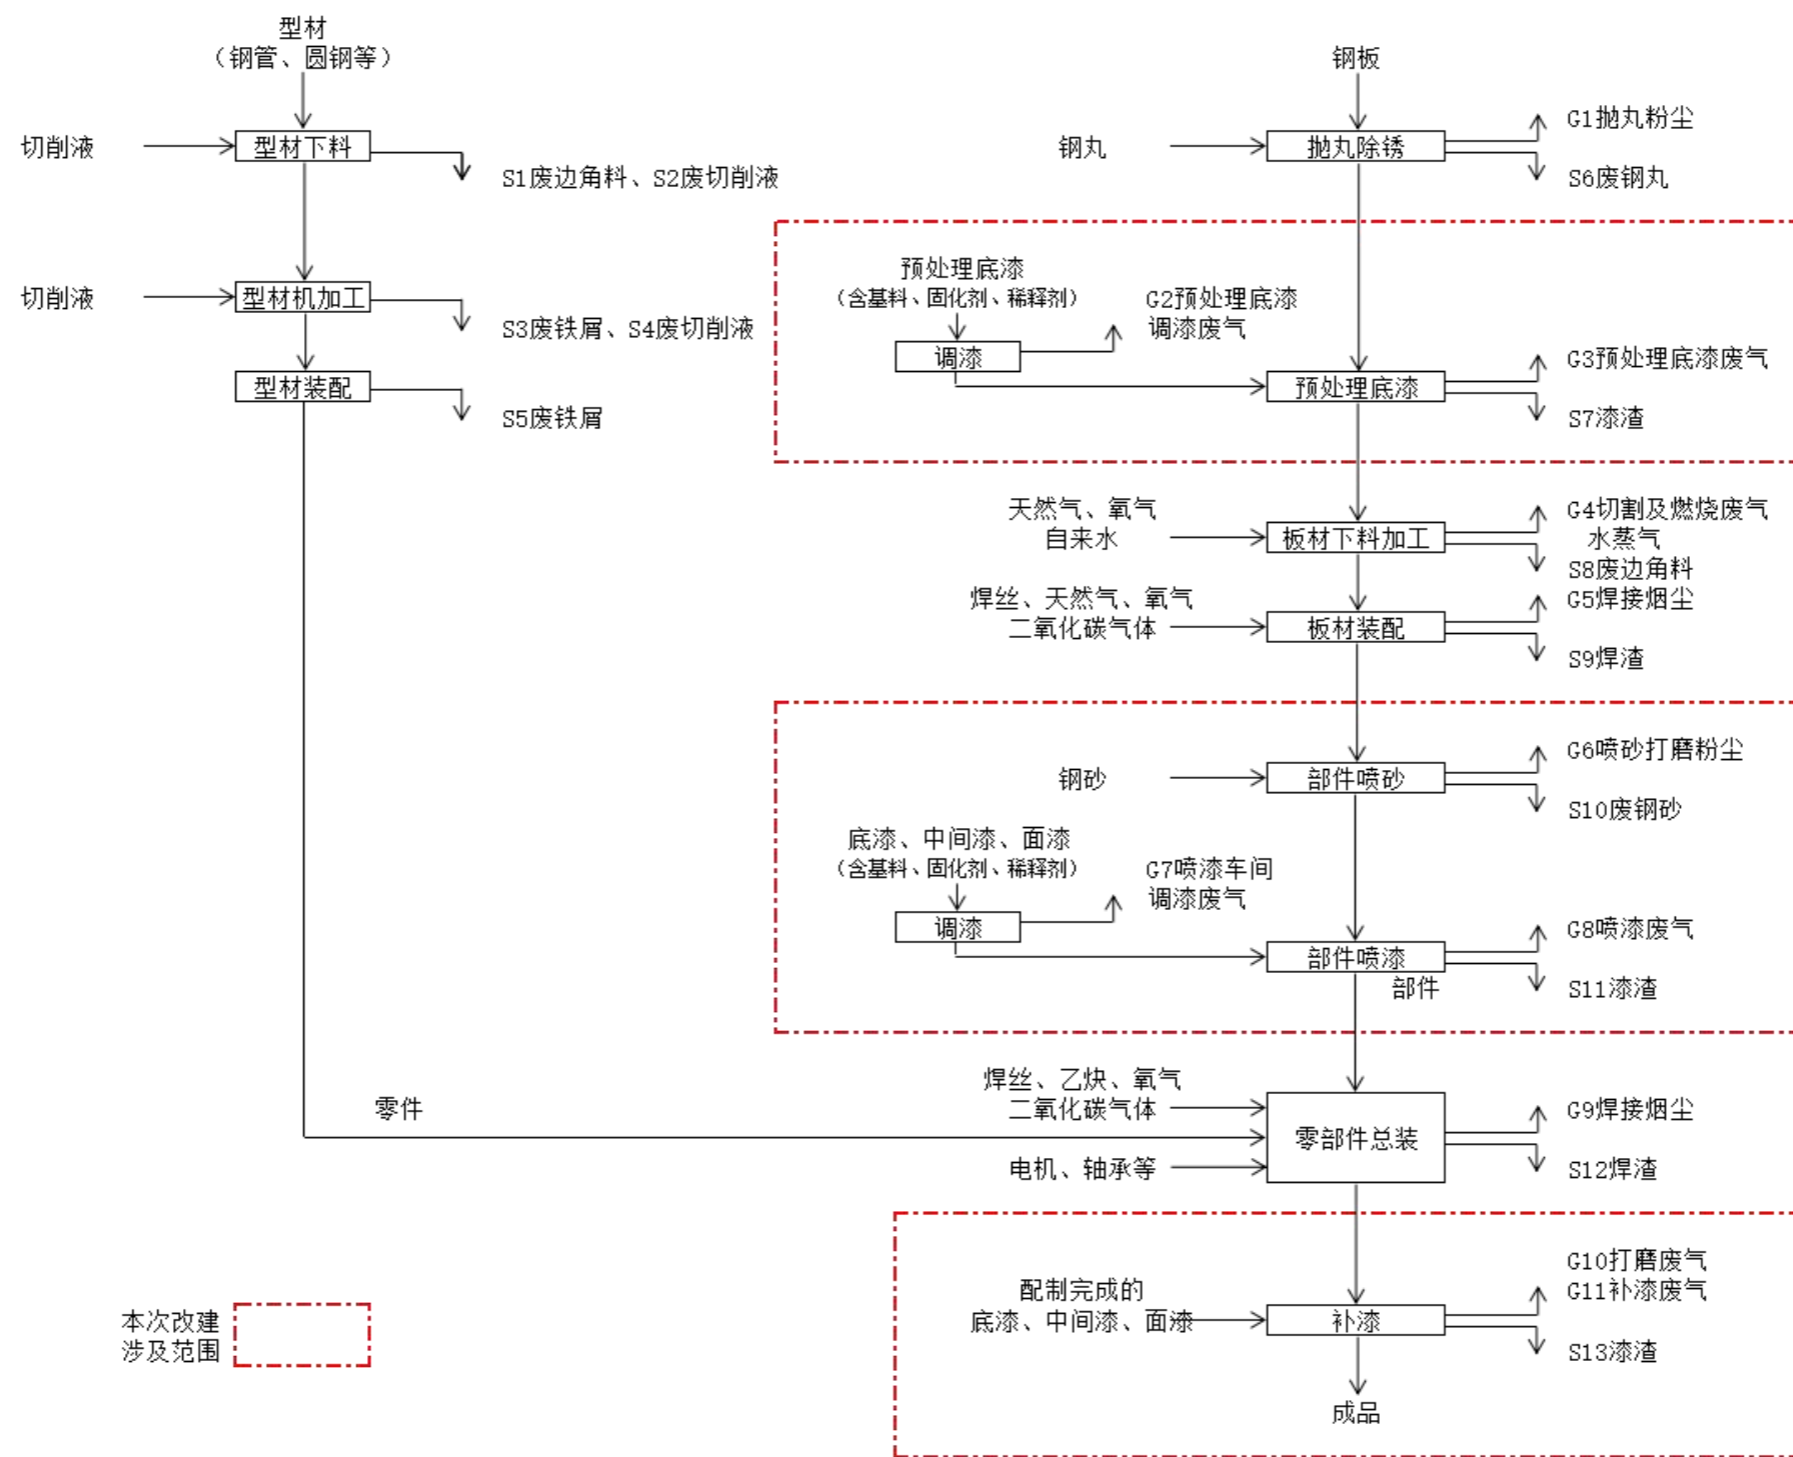 型材
（钢管、圆钢等）
切削液
型材下料
S1废边角料、S2废切削液
切削液
型材机加工
S3废铁屑、S4废切削液
型材装配
S5废铁屑
零件
本次改建
涉及范围
钢板
钢丸
抛丸除锈
G1抛丸粉尘
S6废钢丸
预处理底漆
（含基料、固化剂、稀释剂）
调漆
G2预处理底漆
调漆废气
预处理底漆
G3预处理底漆废气
S7漆渣
天然气、氧气
自来水
板材下料加工
G4切割及燃烧废气
水蒸气
S8废边角料
焊丝、天然气、氧气
二氧化碳气体
板材装配
G5焊接烟尘
S9焊渣
钢砂
部件喷砂
G6喷砂打磨粉尘
S10废钢砂
底漆、中间漆、面漆
（含基料、固化剂、稀释剂）
调漆
G7喷漆车间
调漆废气
部件喷漆
部件
G8喷漆废气
S11漆渣
焊丝、乙炔、氧气
二氧化碳气体
电机、轴承等
零部件总装
G9焊接烟尘
S12焊渣
配制完成的
底漆、中间漆、面漆
补漆
G10打磨废气
G11补漆废气
S13漆渣
成品